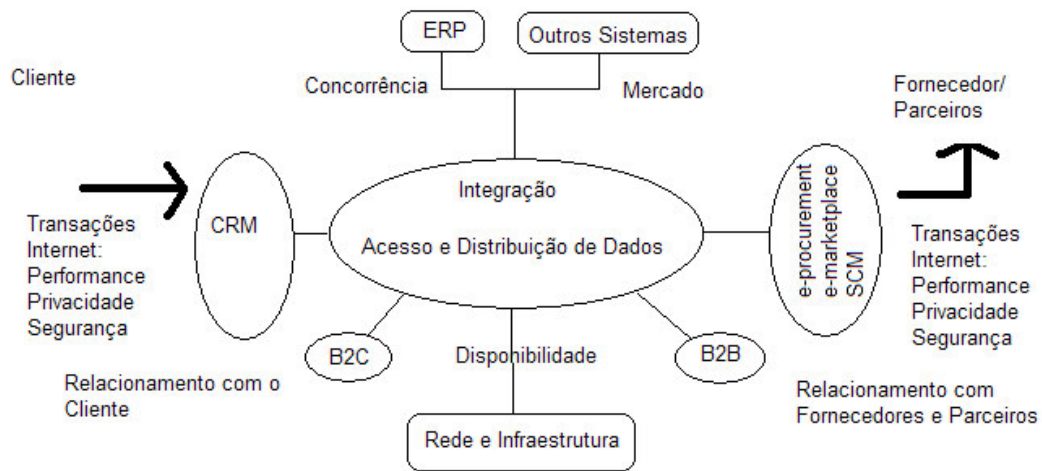 ERP
Outros Sistemas
Cliente
Concorrência
Mercado
Fornecedor/
Parceiros
Integração
Acesso e Distribuição de Dados
CRM
e-procurement
e-marketplace
SCM
Transações
Internet:
Performance
Privacidade
Segurança
Transações
Internet:
Performance
Privacidade
Segurança
B2C
Disponibilidade
B2B
Relacionamento com o
Cliente
Relacionamento com
Fornecedores e Parceiros
Rede e Infraestrutura